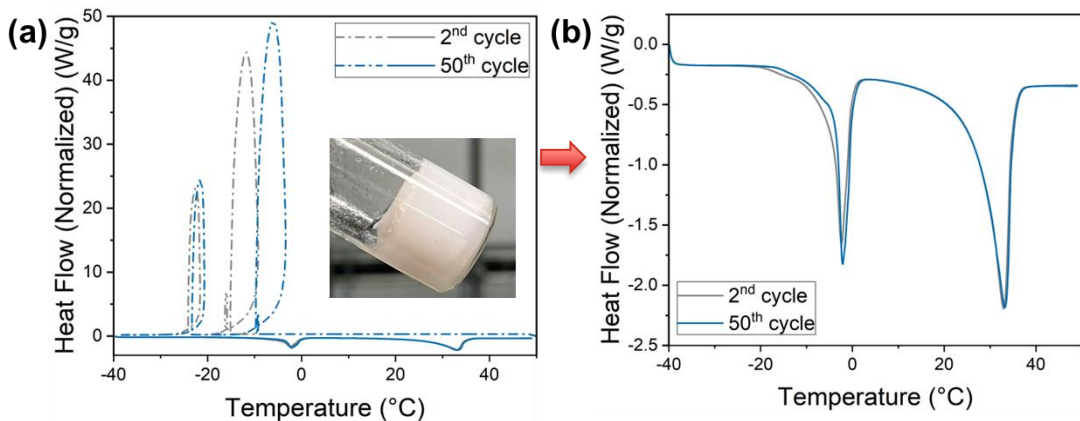 (a)
50
40
30
20
10
0
-40
-20
0
20
40
Heat Flow (Normalized) (W/g)
Temperature (°C)
2nd cycle
50th cycle
(b)
0.0
-0.5
-1.0
-1.5
-2.0
-2.5
-40
-20
0
20
40
Heat Flow (Normalized) (W/g)
Temperature (°C)
2nd cycle
50th cycle